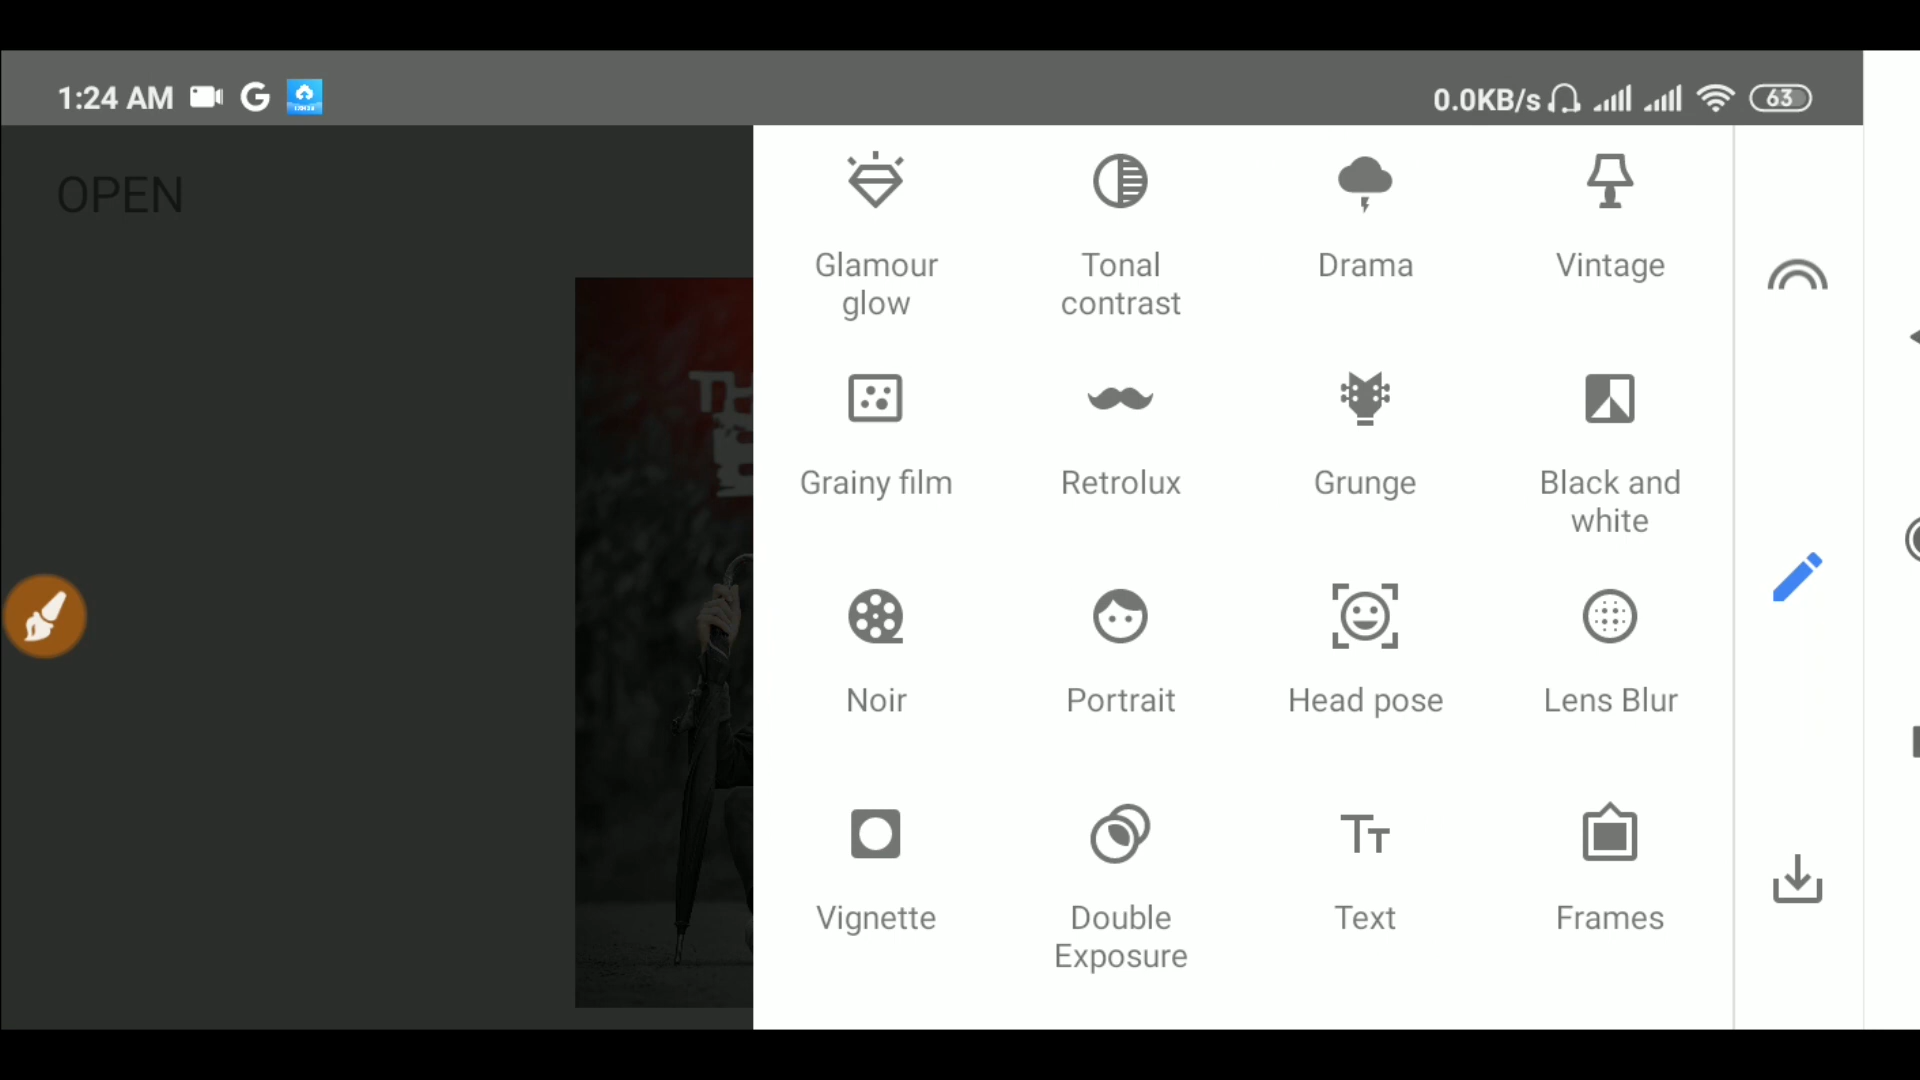 1:24 AM
0.0KB/s
63
OPEN
Glamour
glow
Tonal
contrast
Drama
Vintage
Grainy film
Retrolux
Grunge
Black and
white
Noir
Portrait
Head pose
Lens Blur
Vignette
Double
Exposure
Text
Frames